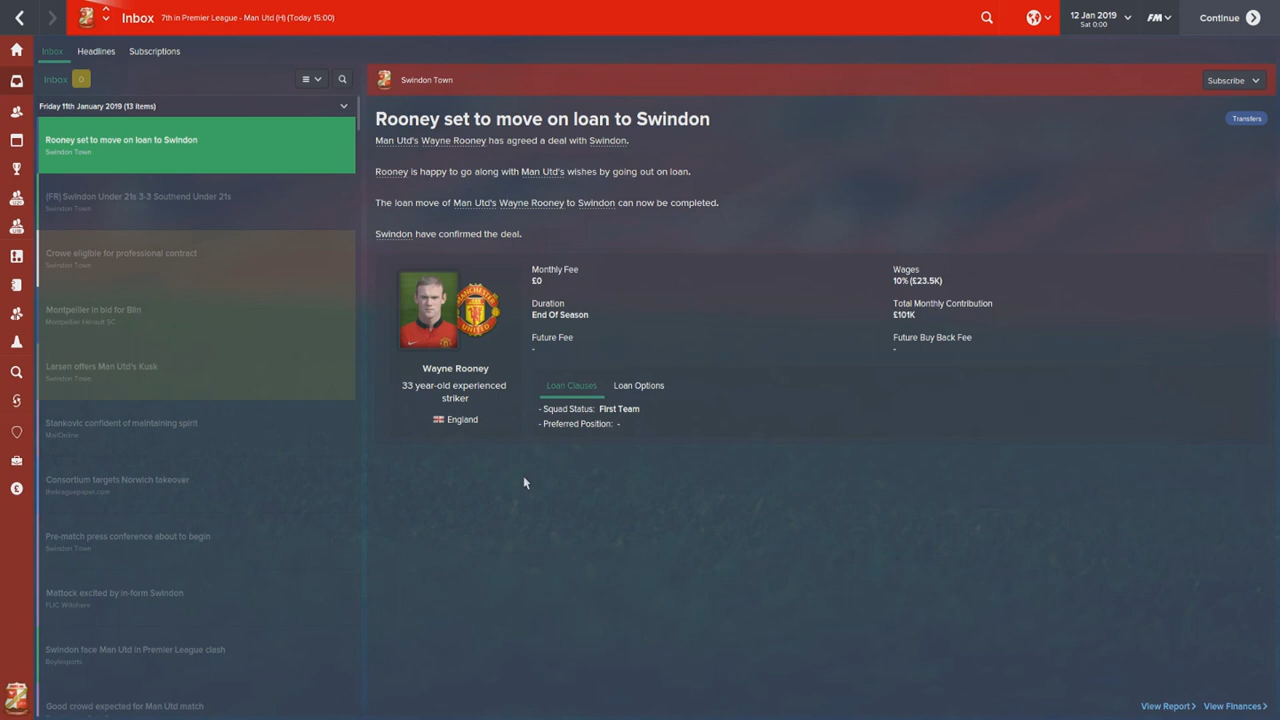 Inbox
7th in Premier League - Man Utd (H) (Today 15:00)
12 Jan 2019
Sat 0:00
FM
Continue
Inbox
Headlines
Subscriptions
Inbox
0
Friday 11th January 2019 (13 items)
Rooney set to move on loan to Swindon
Swindon Town
(FR) Swindon Under 21s 3-3 Southend Under 21s
Swindon Town
Crowe eligible for professional contract
Swindon Town
Montpellier in bid for Blin
Montpellier Hérault SC
Larsen offers Man Utd's Kusk
Swindon Town
Stankovic confident of maintaining spirit
MailOnline
Consortium targets Norwich takeover
theleaguepaper.com
Pre-match press conference about to begin
Swindon Town
Mattock excited by in-form Swindon
FLIC Wiltshire
Swindon face Man Utd in Premier League clash
Boylesports
Good crowd expected for Man Utd match
Swindon Town
Subscribe
Rooney set to move on loan to Swindon
Transfers
Man Utd's Wayne Rooney has agreed a deal with Swindon.
Rooney is happy to go along with Man Utd's wishes by going out on loan.
The loan move of Man Utd's Wayne Rooney to Swindon can now be completed.
Swindon have confirmed the deal.
MANCHESTER
UNITED
Wayne Rooney
33 year-old experienced
striker
England
Monthly Fee
£0
Duration
End Of Season
Future Fee
-
Wages
10% (£23.5K)
Total Monthly Contribution
£101K
Future Buy Back Fee
-
Loan Clauses
Loan Options
- Squad Status: First Team
- Preferred Position: -
View Report
View Finances